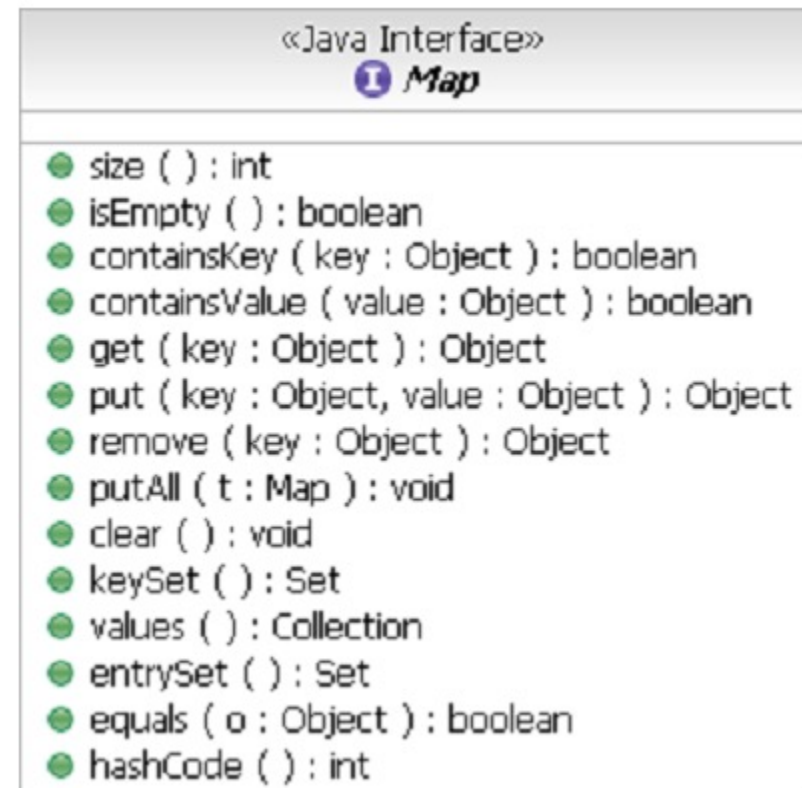 «Java Interface»
I Map
size ( ) : int
isEmpty ( ) : boolean
containsKey ( key : Object ) : boolean
containsValue ( value : Object ) : boolean
get ( key : Object ) : Object
put ( key : Object, value : Object ) : Object
remove ( key : Object ) : Object
putAll ( t : Map ) : void
clear ( ) : void
keySet ( ) : Set
values ( ) : Collection
entrySet ( ) : Set
equals ( o : Object ) : boolean
hashCode ( ) : int